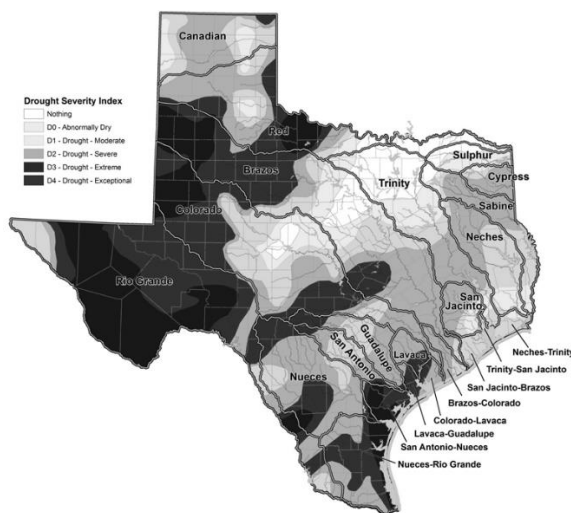 Canadian
Drought Severity Index
Nothing
D0 - Abnormally Dry
D1 - Drought - Moderate
D2 - Drought - Severe
D3 - Drought - Extreme
D4 - Drought - Exceptional
Red
Brazos
Sulphur
Trinity
Cypress
Sabine
Colorado
Neches
Rio Grande
San
Jacinto
Guadalupe
San Antonio
Lavaca
Nueces
Neches-Trinity
Trinity-San Jacinto
San Jacinto-Brazos
Brazos-Colorado
Colorado-Lavaca
Lavaca-Guadalupe
San Antonio-Nueces
Nueces-Rio Grande